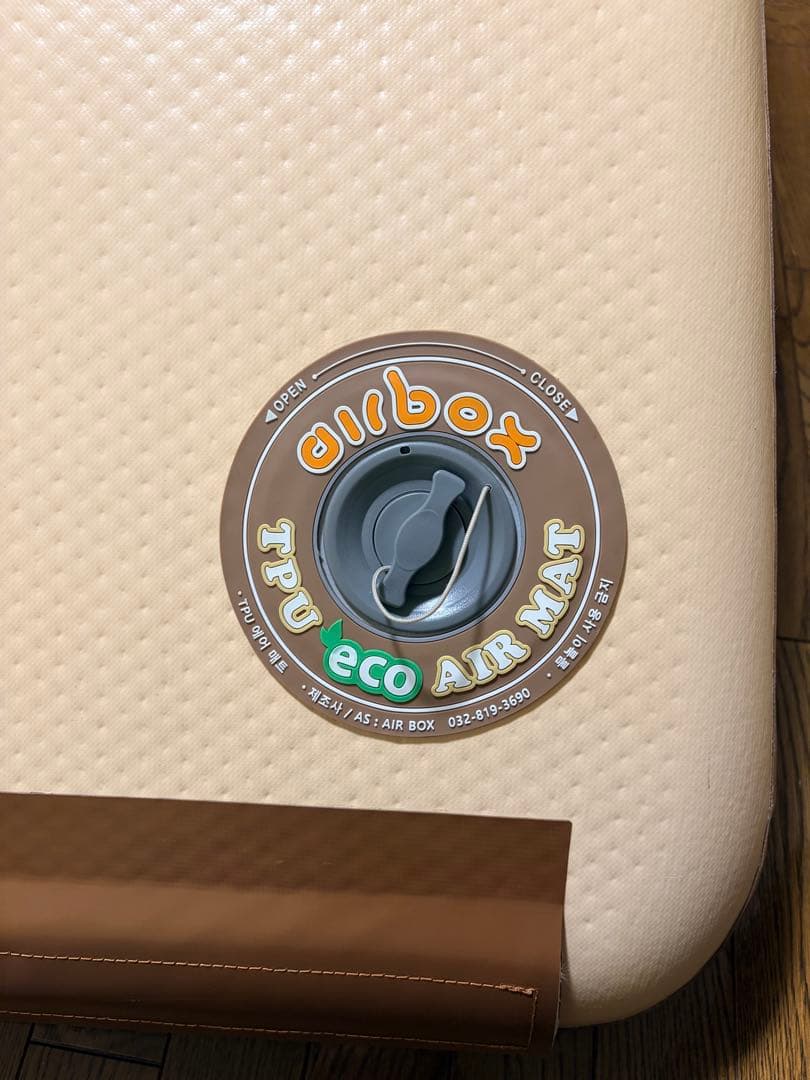 ◀OPEN
CLOSE▶
airbox
TPU eco AIR MAT
• TPU 에어 매트
• 제조사 / AS : AIR BOX 032-819-3690
• 물놀이 사용 금지